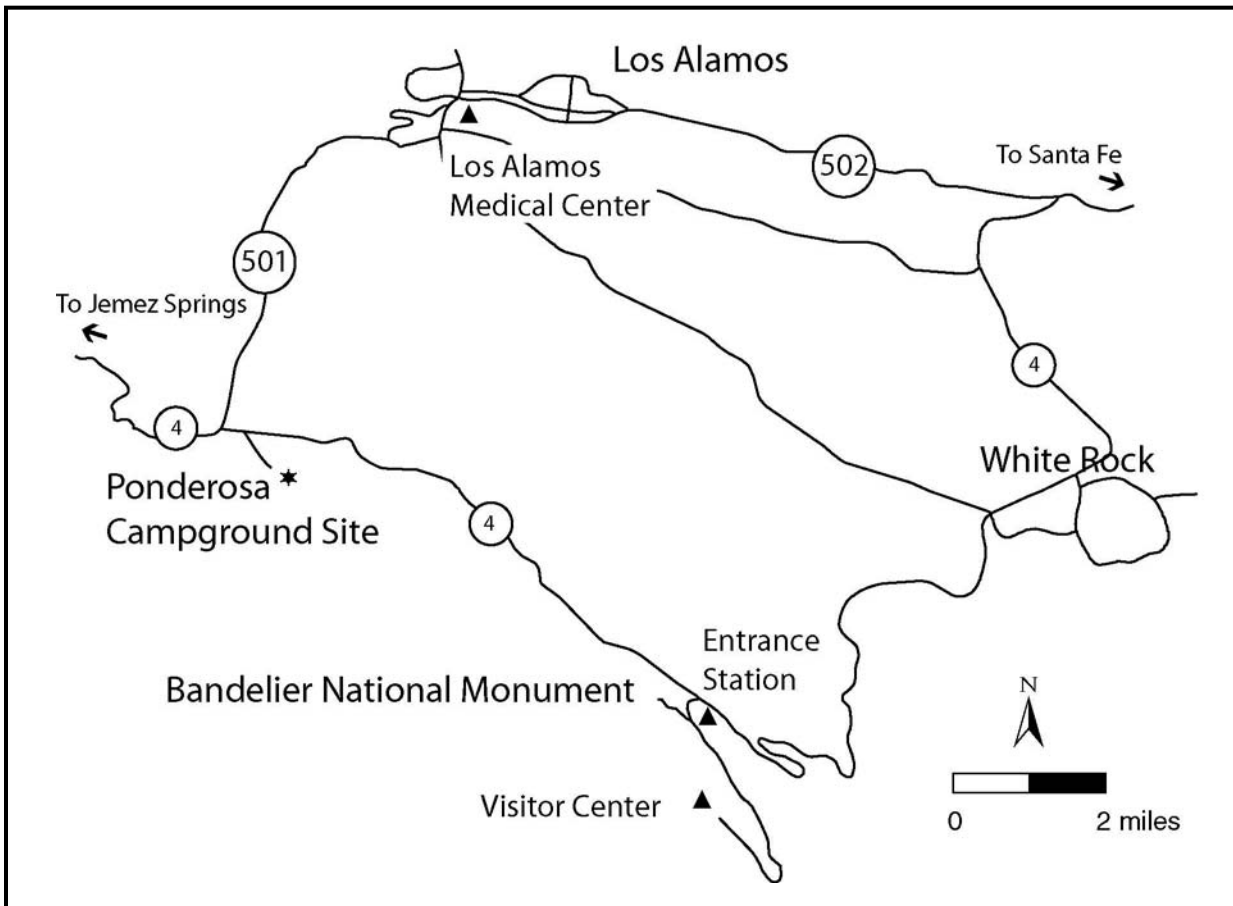 Los Alamos
Los Alamos
Medical Center
502
To Santa Fe
501
To Jemez Springs
4
4
White Rock
Ponderosa
Campground Site
4
Entrance
Station
Bandelier National Monument
N
Visitor Center
0 2 miles